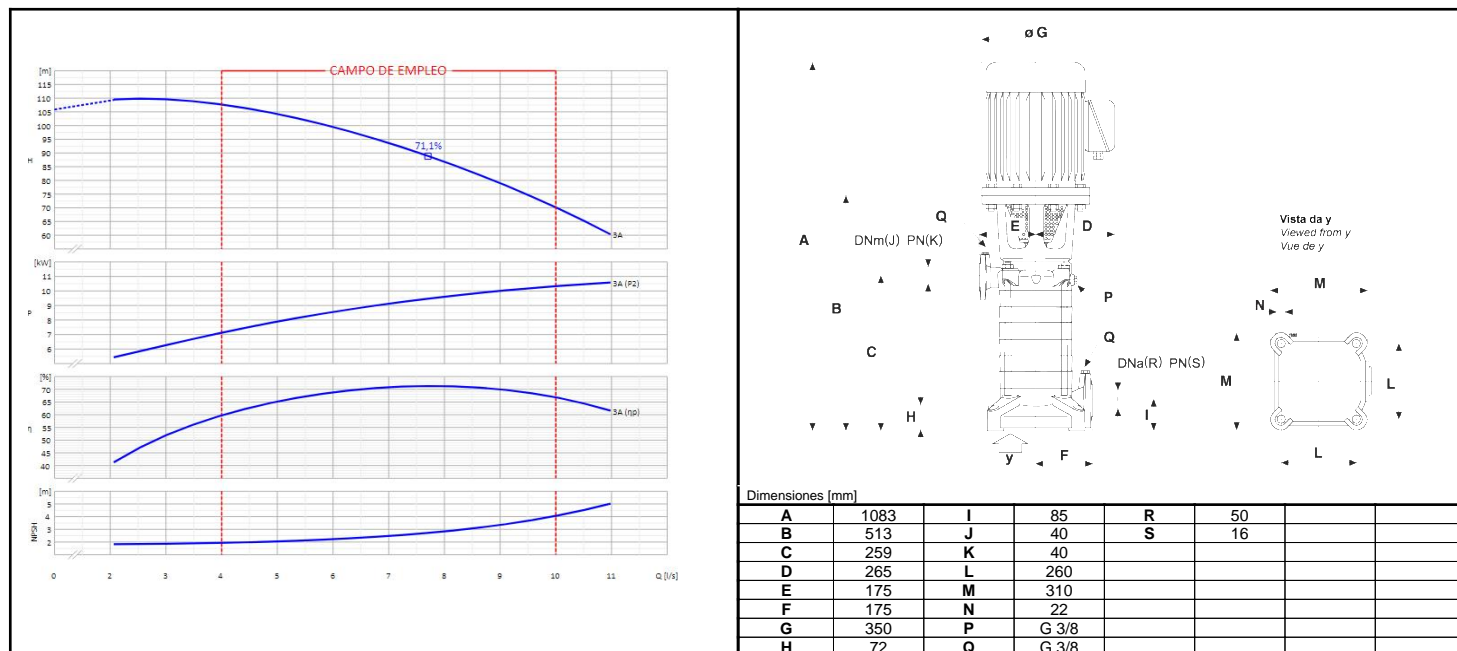 [m]
CAMPO DE EMPLEO
115
110
105
100
95
90
85
80
75
70
65
60
H
71,1%
3A
[kW]
11
10
9
8
7
6
P
3A (P2)
[%]
70
65
60
55
50
45
40
η
3A (ηp)
[m]
5
4
3
2
NPSH
0 2 3 4 5 6 7 8 9 10 11 Q [l/s]
ø G
A
B
C
Q
E
D
DNm(J) PN(K)
P
Q
DNa(R) PN(S)
H
I
y
F
Vista da y
Viewed from y
Vue de y
M
N
M
L
L
Dimensiones [mm]
A 1083 I 85 R 50
B 513 J 40 S 16
C 259 K 40
D 265 L 260
E 175 M 310
F 175 N 22
G 350 P G 3/8
H 72 Q G 3/8